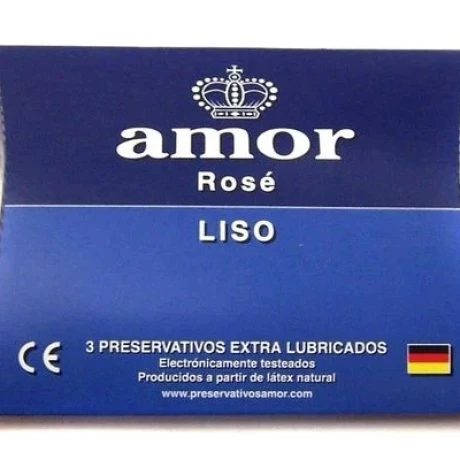 amor
Rosé
LISO
CE
3 PRESERVATIVOS EXTRA LUBRICADOS
Electrónicamente testeados
Producidos a partir de látex natural
www.preservativosamor.com